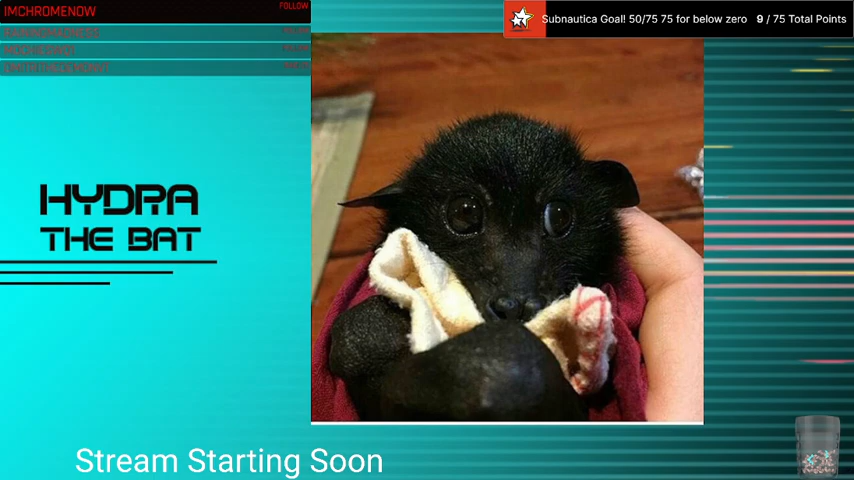 IMCHROMENOW
FOLLOW
Subnautica Goal! 50/75 75 for below zero 9 / 75 Total Points
HYDRA
THE BAT
Stream Starting Soon